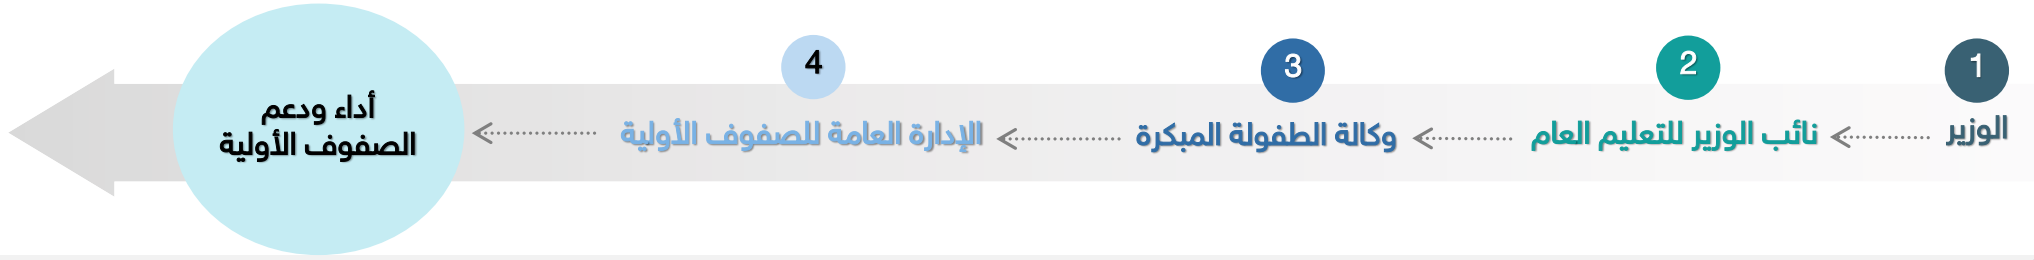 1
الوزير
2
نائب الوزير للتعليم العام
3
وكالة الطفولة المبكرة
4
الإدارة العامة للصفوف الأولية
أداء ودعم
الصفوف الأولية